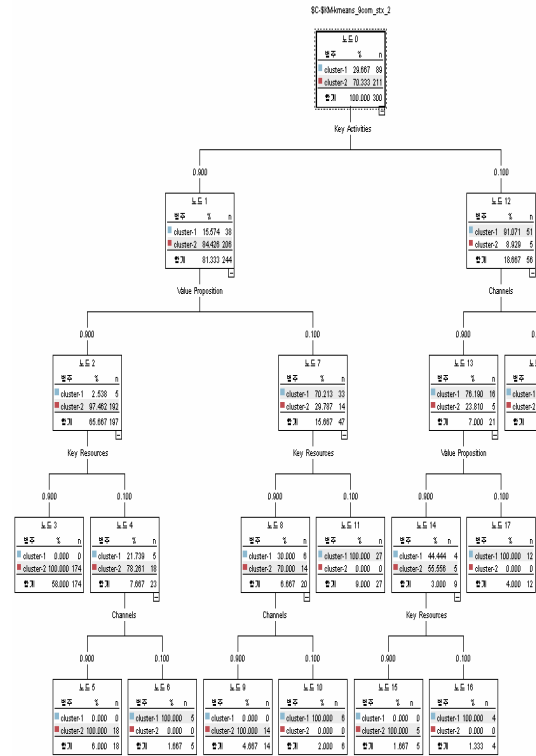 $C-$KM-kmeans_9com_stx_2
노드 0
범주 % n
cluster-1 29.667 89
cluster-2 70.333 211
합계 100.000 300
Key Activities
0.900 0.100
노드 1
범주 % n
cluster-1 15.574 38
cluster-2 84.426 206
합계 81.333 244
노드 12
범주 % n
cluster-1 91.071 51
cluster-2 8.929 5
합계 18.667 56
Value Proposition
Channels
0.900 0.100
0.900
노드 2
범주 % n
cluster-1 2.538 5
cluster-2 97.462 192
합계 65.667 197
노드 7
범주 % n
cluster-1 70.213 33
cluster-2 29.787 14
합계 15.667 47
노드 13
범주 % n
cluster-1 76.190 16
cluster-2 23.810 5
합계 7.000 21
cluster-1
cluster-2
Key Resources
Key Resources
Value Proposition
0.900 0.100
0.900 0.100
0.900 0.100
노드 3
범주 % n
cluster-1 0.000 0
cluster-2 100.000 174
합계 58.000 174
노드 4
범주 % n
cluster-1 21.739 5
cluster-2 78.261 18
합계 7.667 23
노드 8
범주 % n
cluster-1 30.000 6
cluster-2 70.000 14
합계 6.667 20
노드 11
범주 % n
cluster-1 100.000 27
cluster-2 0.000 0
합계 9.000 27
노드 14
범주 % n
cluster-1 44.444 4
cluster-2 55.556 5
합계 3.000 9
노드 17
범주 % n
cluster-1 100.000 12
cluster-2 0.000 0
합계 4.000 12
Channels
Channels
Key Resources
0.900 0.100
0.900 0.100
0.900 0.100
노드 5
범주 % n
cluster-1 0.000 0
cluster-2 100.000 18
합계 6.000 18
노드 6
범주 % n
cluster-1 100.000 5
cluster-2 0.000 0
합계 1.667 5
노드 9
범주 % n
cluster-1 0.000 0
cluster-2 100.000 14
합계 4.667 14
노드 10
범주 % n
cluster-1 100.000 6
cluster-2 0.000 0
합계 2.000 6
노드 15
범주 % n
cluster-1 0.000 0
cluster-2 100.000 5
합계 1.667 5
노드 16
범주 % n
cluster-1 100.000 4
cluster-2 0.000 0
합계 1.333 4